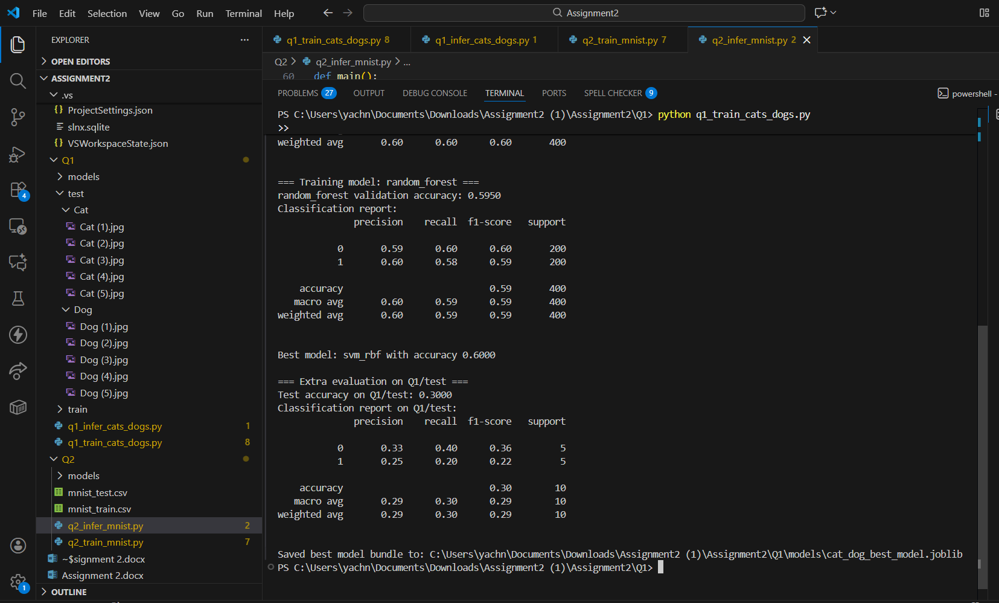 File Edit Selection View Go Run Terminal Help
Assignment2
EXPLORER
OPEN EDITORS
ASSIGNMENT2
.vs
{} ProjectSettings.json
slnx.sqlite
{} VSWorkspaceState.json
Q1
models
test
Cat
Cat (1).jpg
Cat (2).jpg
Cat (3).jpg
Cat (4).jpg
Cat (5).jpg
Dog
Dog (1).jpg
Dog (2).jpg
Dog (3).jpg
Dog (4).jpg
Dog (5).jpg
train
q1_infer_cats_dogs.py 1
q1_train_cats_dogs.py 8
Q2
models
mnist_test.csv
mnist_train.csv
q2_infer_mnist.py 2
q2_train_mnist.py 7
~$signment 2.docx
Assignment 2.docx
OUTLINE
4
1
q1_train_cats_dogs.py 8 q1_infer_cats_dogs.py 1 q2_train_mnist.py 7 q2_infer_mnist.py 2
Q2 > q2_infer_mnist.py > ...
60 def main():
PROBLEMS 27 OUTPUT DEBUG CONSOLE TERMINAL PORTS SPELL CHECKER 9 powershell -
PS C:\Users\yachn\Documents\Downloads\Assignment2 (1)\Assignment2\Q1> python q1_train_cats_dogs.py
>>
weighted avg 0.60 0.60 0.60 400
=== Training model: random_forest ===
random_forest validation accuracy: 0.5950
Classification report:
precision recall f1-score support
0 0.59 0.60 0.60 200
1 0.60 0.58 0.59 200
accuracy 0.59 400
macro avg 0.60 0.59 0.59 400
weighted avg 0.60 0.59 0.59 400
Best model: svm_rbf with accuracy 0.6000
=== Extra evaluation on Q1/test ===
Test accuracy on Q1/test: 0.3000
Classification report on Q1/test:
precision recall f1-score support
0 0.33 0.40 0.36 5
1 0.25 0.20 0.22 5
accuracy 0.30 10
macro avg 0.29 0.30 0.29 10
weighted avg 0.29 0.30 0.29 10
Saved best model bundle to: C:\Users\yachn\Documents\Downloads\Assignment2 (1)\Assignment2\Q1\models\cat_dog_best_model.joblib
PS C:\Users\yachn\Documents\Downloads\Assignment2 (1)\Assignment2\Q1>